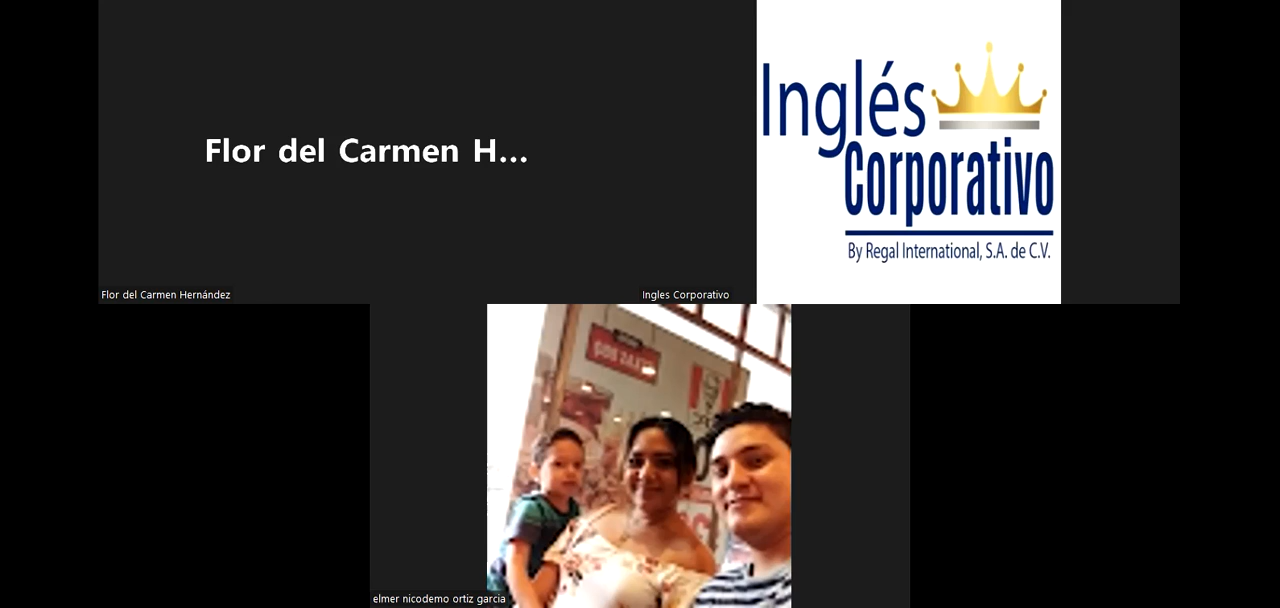 Flor del Carmen H...
Flor del Carmen Hernández
Inglés
Corporativo
By Regal International, S.A. de C.V.
Ingles Corporativo
elmer nicodemo ortiz garcia